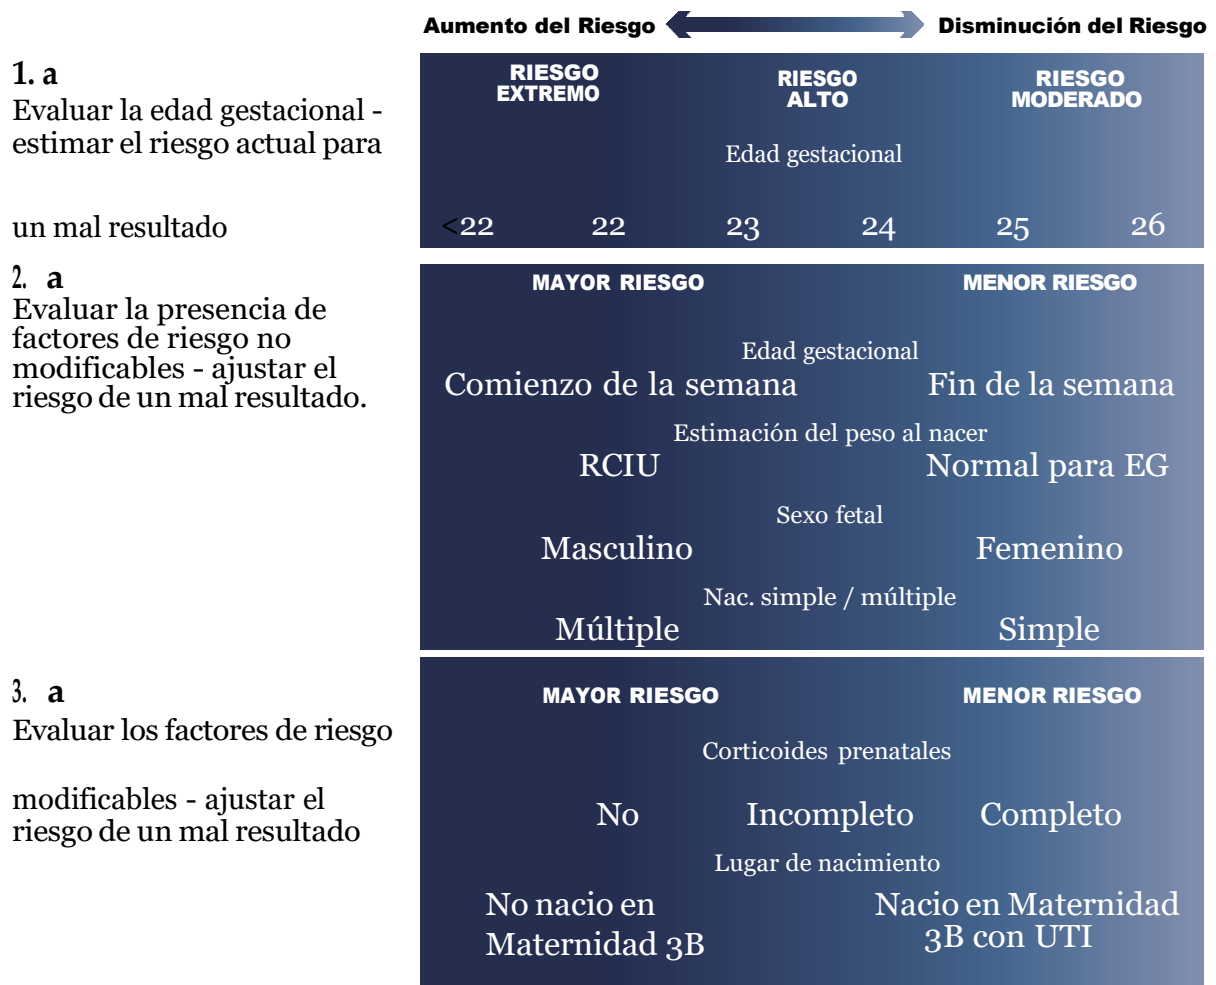 Aumento del Riesgo
Disminución del Riesgo
1. a
Evaluar la edad gestacional -
estimar el riesgo actual para
un mal resultado
RIESGO
EXTREMO
RIESGO
ALTO
RIESGO
MODERADO
Edad gestacional
<22 22 23 24 25 26
2. a
Evaluar la presencia de
factores de riesgo no
modificables - ajustar el
riesgo de un mal resultado.
MAYOR RIESGO MENOR RIESGO
Edad gestacional
Comienzo de la semana Fin de la semana
Estimación del peso al nacer
RCIU Normal para EG
Sexo fetal
Masculino Femenino
Nac. simple / múltiple
Múltiple Simple
3. a
Evaluar los factores de riesgo
modificables - ajustar el
riesgo de un mal resultado
MAYOR RIESGO MENOR RIESGO
Corticoides prenatales
No Incompleto Completo
Lugar de nacimiento
No nacio en
Maternidad 3B
Nacio en Maternidad
3B con UTI